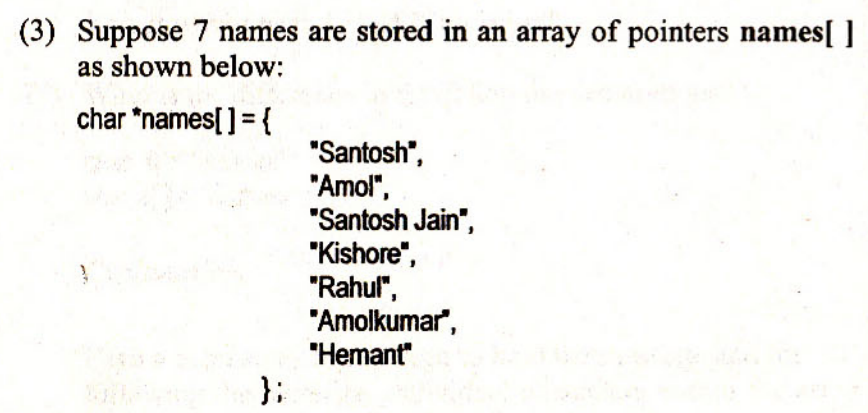 (3) Suppose 7 names are stored in an array of pointers names[ ]
as shown below:
char *names[ ] = {
"Santosh",
"Amol",
"Santosh Jain",
"Kishore",
"Rahul",
"Amolkumar",
"Hemant"
} ;